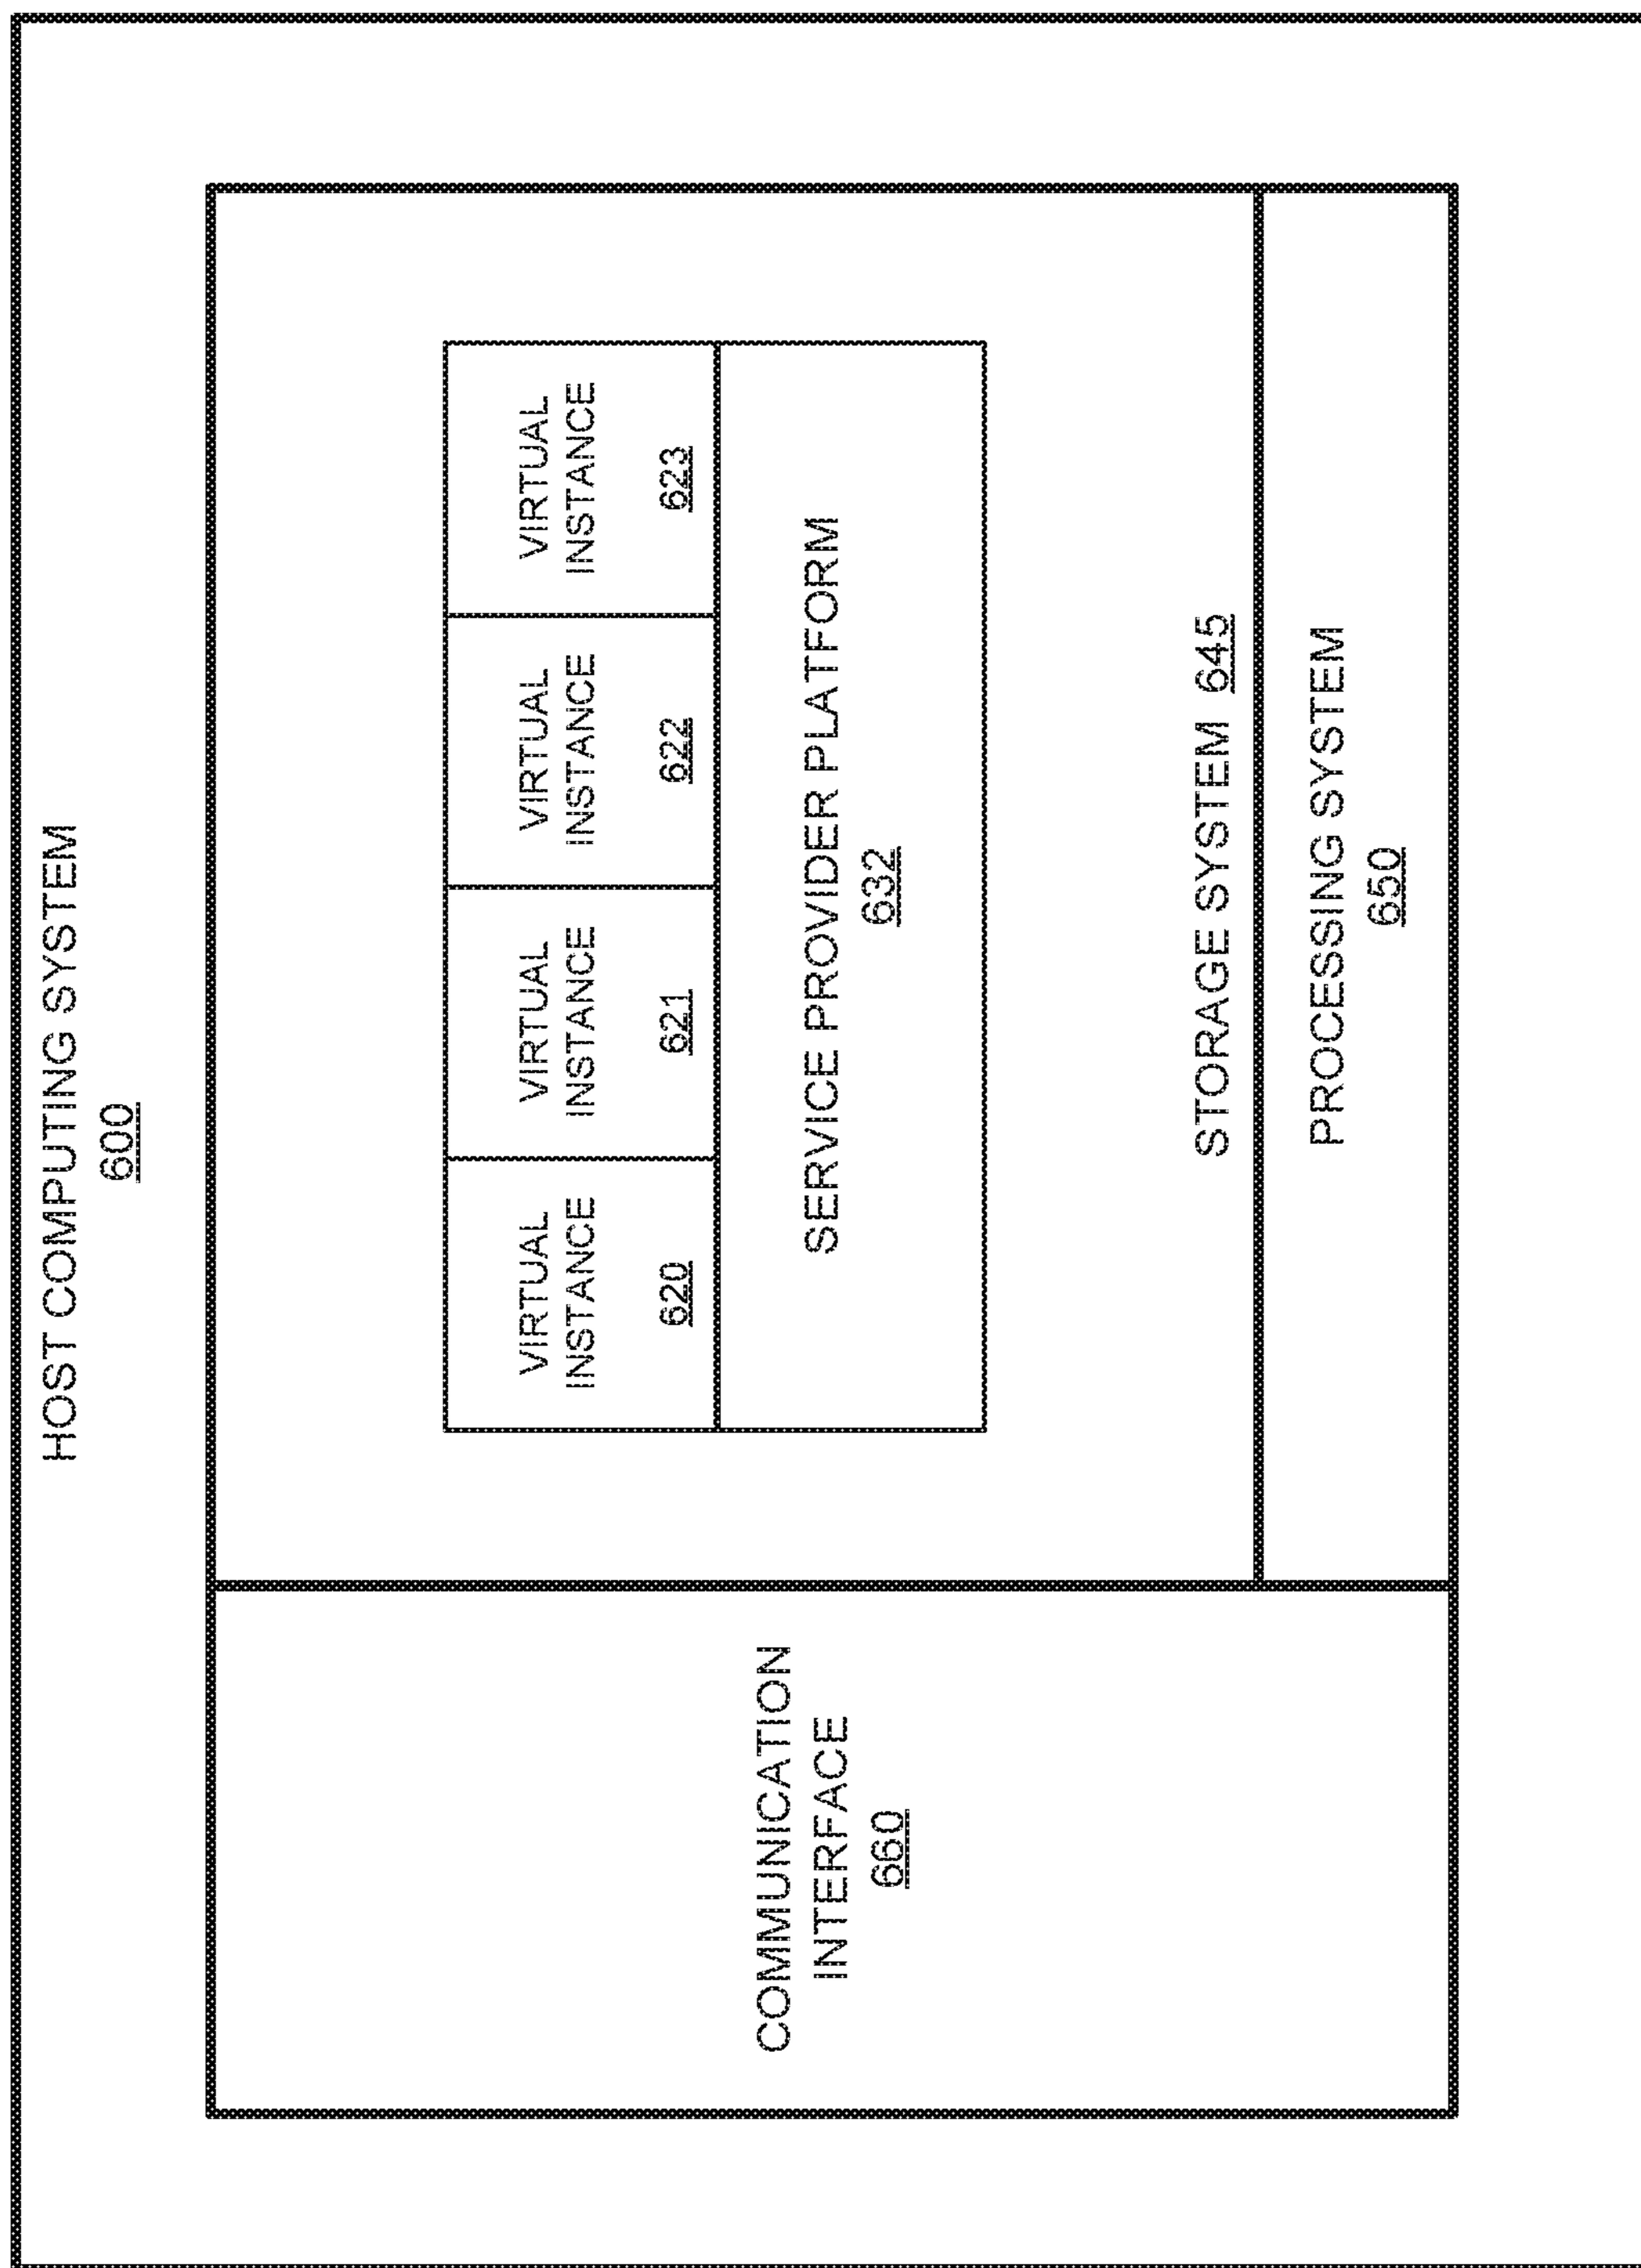 HOST COMPUTING SYSTEM
600
COMMUNICATION
INTERFACE
660
VIRTUAL
INSTANCE
620
VIRTUAL
INSTANCE
621
VIRTUAL
INSTANCE
622
VIRTUAL
INSTANCE
623
SERVICE PROVIDER PLATFORM
632
STORAGE SYSTEM 645
PROCESSING SYSTEM
650